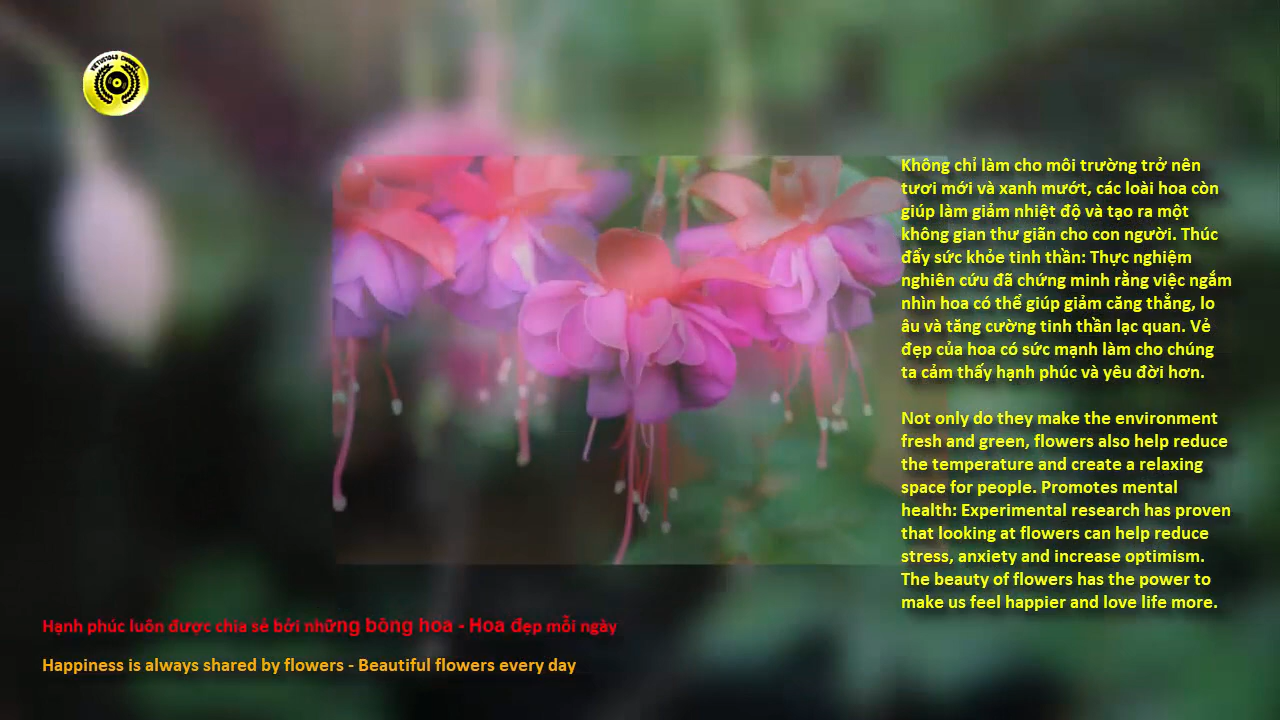 Không chỉ làm cho môi trường trở nên
tươi mới và xanh mướt, các loài hoa còn
giúp làm giảm nhiệt độ và tạo ra một
không gian thư giãn cho con người. Thúc
đẩy sức khỏe tinh thần: Thực nghiệm
nghiên cứu đã chứng minh rằng việc ngắm
nhìn hoa có thể giúp giảm căng thẳng, lo
âu và tăng cường tinh thần lạc quan. Vẻ
đẹp của hoa có sức mạnh làm cho chúng
ta cảm thấy hạnh phúc và yêu đời hơn.
Not only do they make the environment
fresh and green, flowers also help reduce
the temperature and create a relaxing
space for people. Promotes mental
health: Experimental research has proven
that looking at flowers can help reduce
stress, anxiety and increase optimism.
The beauty of flowers has the power to
make us feel happier and love life more.
Hạnh phúc luôn được chia sẻ bởi những bông hoa - Hoa đẹp mỗi ngày
Happiness is always shared by flowers - Beautiful flowers every day